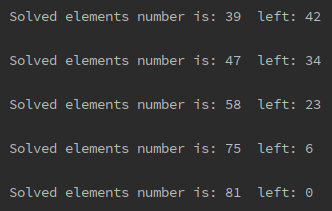 Solved elements number is: 39  left: 42
Solved elements number is: 47  left: 34
Solved elements number is: 58  left: 23
Solved elements number is: 75  left: 6
Solved elements number is: 81  left: 0